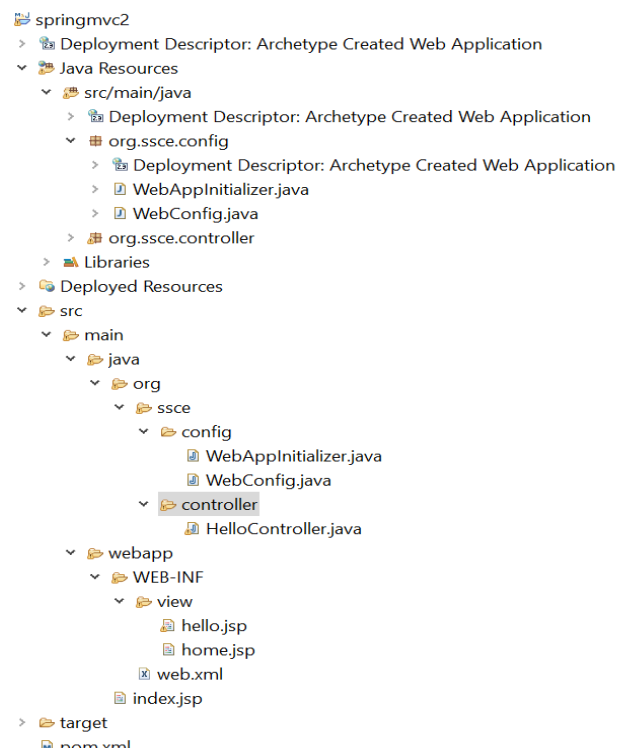 springmvc2
Deployment Descriptor: Archetype Created Web Application
Java Resources
src/main/java
Deployment Descriptor: Archetype Created Web Application
org.ssce.config
Deployment Descriptor: Archetype Created Web Application
WebAppInitializer.java
WebConfig.java
org.ssce.controller
Libraries
Deployed Resources
src
main
java
org
ssce
config
WebAppInitializer.java
WebConfig.java
controller
HelloController.java
webapp
WEB-INF
view
hello.jsp
home.jsp
web.xml
index.jsp
target
pom.xml